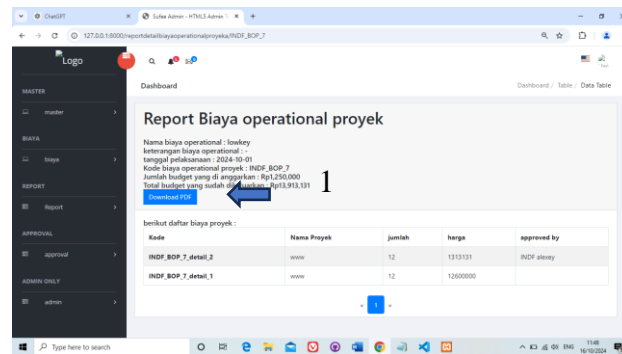 ChatGPT
Sufee Admin - HTML5 Admin T
127.0.0.1:8000/reportdetailbiayaoperationalproyeka/INDF_BOP_7
Logo
Dashboard
Dashboard / Table / Data Table
MASTER
master
BIAYA
biaya
REPORT
Report
APPROVAL
approval
ADMIN ONLY
admin
Report Biaya operational proyek
Nama biaya operational : lowkey
keterangan biaya operational : -
tanggal pelaksanaan : 2024-10-01
Kode biaya operational proyek : INDF_BOP_7
Jumlah budget yang di anggarkan : Rp1,250,000
Total budget yang sudah : Rp13,913,131
1
Download PDF
berikut daftar biaya proyek :
Kode Nama Proyek jumlah harga approved by
INDF_BOP_7_detail_2 www 12 1313131 INDF alexey
INDF_BOP_7_detail_1 www 12 12600000
« 1 »
Type here to search
ENG
11:48
16/10/2024